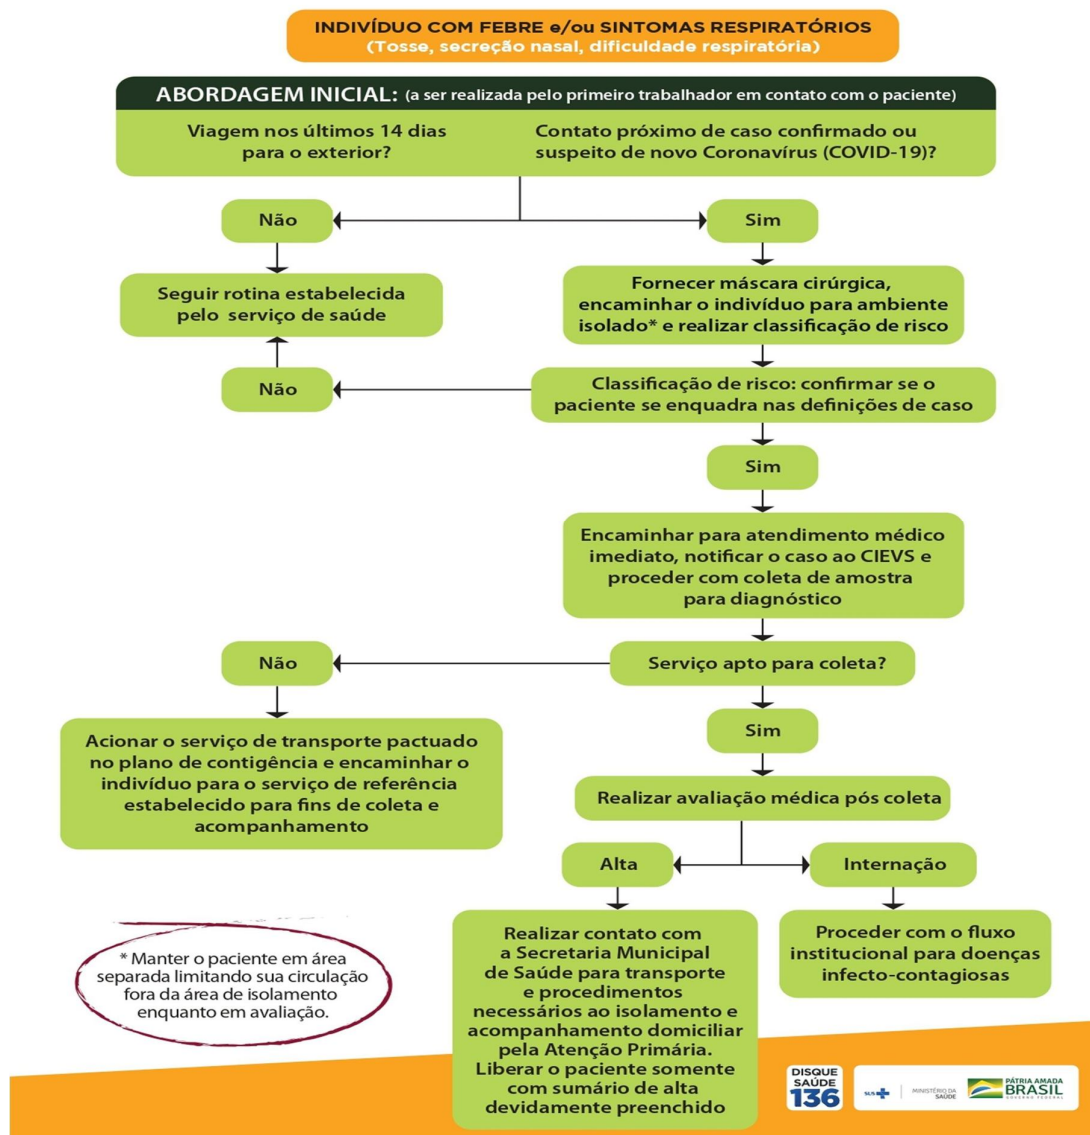 INDIVÍDUO COM FEBRE e/ou SINTOMAS RESPIRATÓRIOS
(Tosse, secreção nasal, dificuldade respiratória)
ABORDAGEM INICIAL: (a ser realizada pelo primeiro trabalhador em contato com o paciente)
Viagem nos últimos 14 dias
para o exterior?
Contato próximo de caso confirmado ou
suspeito de novo Coronavírus (COVID-19)?
Não
Sim
Seguir rotina estabelecida
pelo serviço de saúde
Fornecer máscara cirúrgica,
encaminhar o indivíduo para ambiente
isolado* e realizar classificação de risco
Não
Classificação de risco: confirmar se o
paciente se enquadra nas definições de caso
Sim
Encaminhar para atendimento médico
imediato, notificar o caso ao CIEVS e
proceder com coleta de amostra
para diagnóstico
Não
Serviço apto para coleta?
Sim
Acionar o serviço de transporte pactuado
no plano de contigência e encaminhar o
indivíduo para o serviço de referência
estabelecido para fins de coleta e
acompanhamento
Realizar avaliação médica pós coleta
Alta
Internação
Realizar contato com
a Secretaria Municipal
de Saúde para transporte
e procedimentos
necessários ao isolamento e
acompanhamento domiciliar
pela Atenção Primária.
Liberar o paciente somente
com sumário de alta
devidamente preenchido
Proceder com o fluxo
institucional para doenças
infecto-contagiosas
* Manter o paciente em área
separada limitando sua circulação
fora da área de isolamento
enquanto em avaliação.
DISQUE
SAÚDE
136
SUS
MINISTÉRIO DA
SAÚDE
PÁTRIA AMADA
BRASIL
GOVERNO FEDERAL